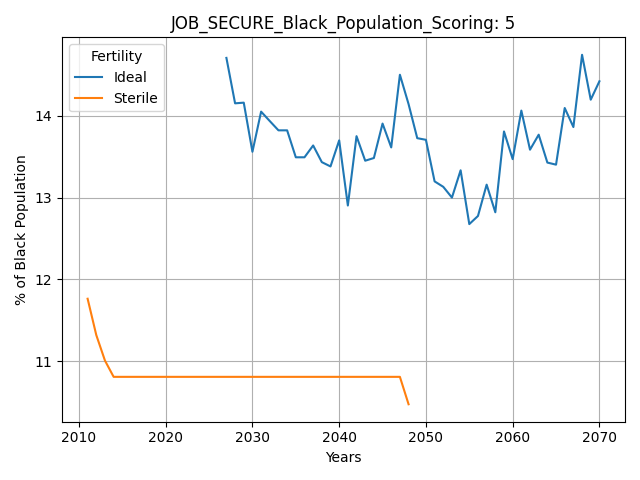 JOB_SECURE_Black_Population_Scoring: 5
Fertility
Ideal
Sterile
% of Black Population
14
13
12
11
2010 2020 2030 2040 2050 2060 2070
Years